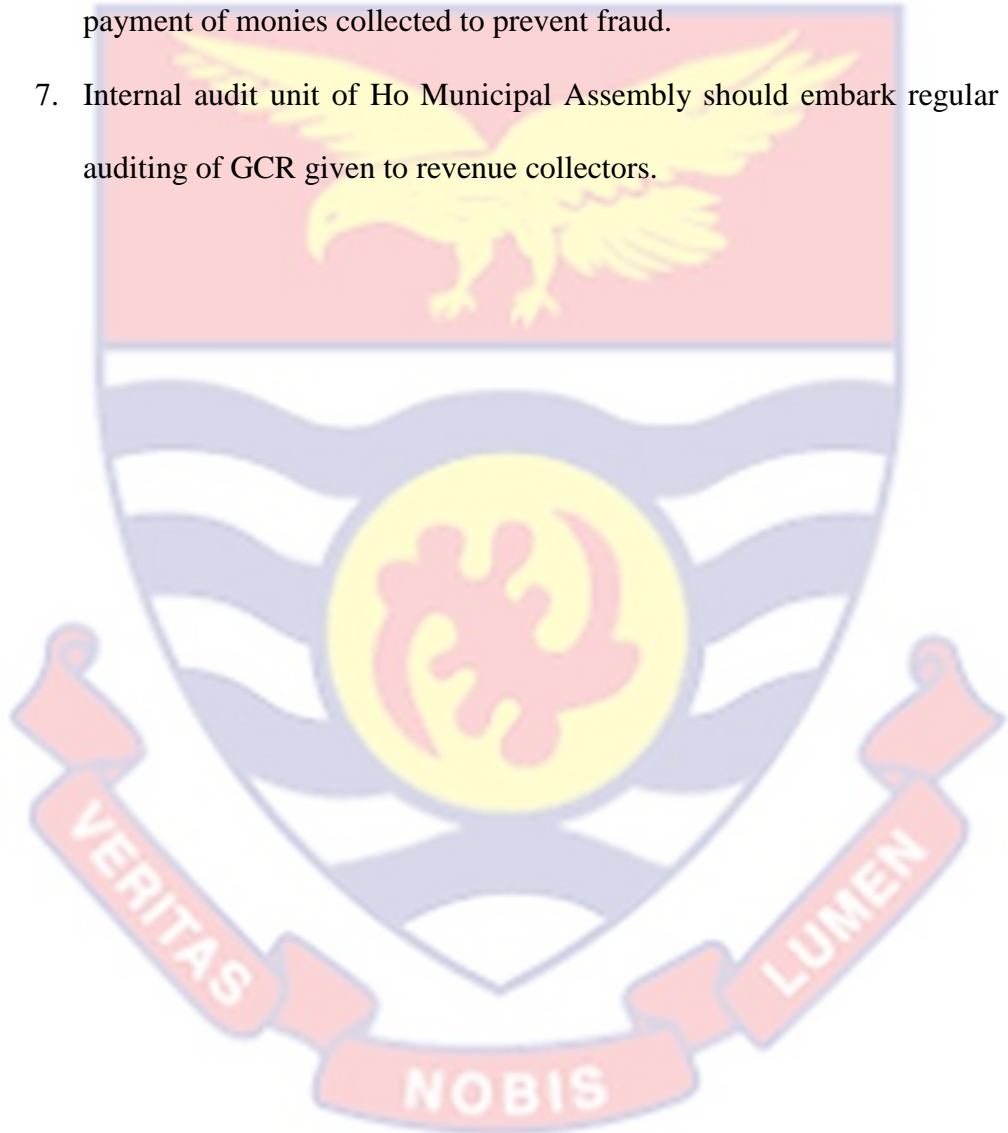 payment of monies collected to prevent fraud.
7. Internal audit unit of Ho Municipal Assembly should embark regular
auditing of GCR given to revenue collectors.
VERITAS
NOBIS
LUMEN